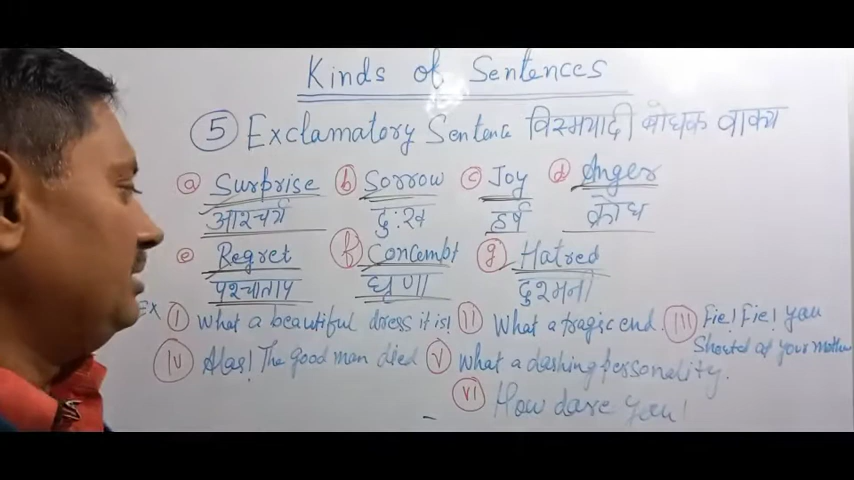 Kinds of Sentences
5 Exclamatory Sentence विस्मयादी बोधक वाक्य
a Surprise b Sorrow c Joy d Anger
आश्चर्य दुःख हर्ष क्रोध
e Regret f Concempt g Hatred
पश्चाताप घृणा दुश्मनी
Ex i What a beautiful dress it is! ii What a tragic end. iii Fie! Fie! you
Shouted at your mother
iv Alas! The good man died v What a dashing personality.
vi How dare you!